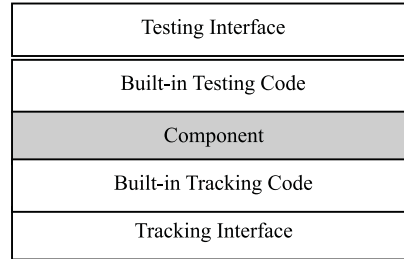 Testing Interface
Built-in Testing Code
Component
Built-in Tracking Code
Tracking Interface